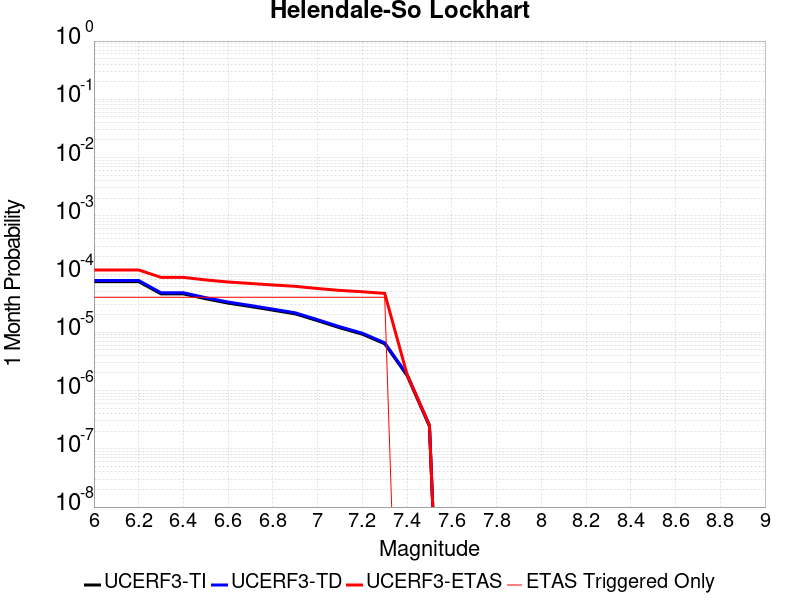 Helendale-So Lockhart
10^0
10^-1
10^-2
10^-3
10^-4
10^-5
10^-6
10^-7
10^-8
1 Month Probability
6 6.2 6.4 6.6 6.8 7 7.2 7.4 7.6 7.8 8 8.2 8.4 8.6 8.8 9
Magnitude
UCERF3-TI UCERF3-TD UCERF3-ETAS ETAS Triggered Only